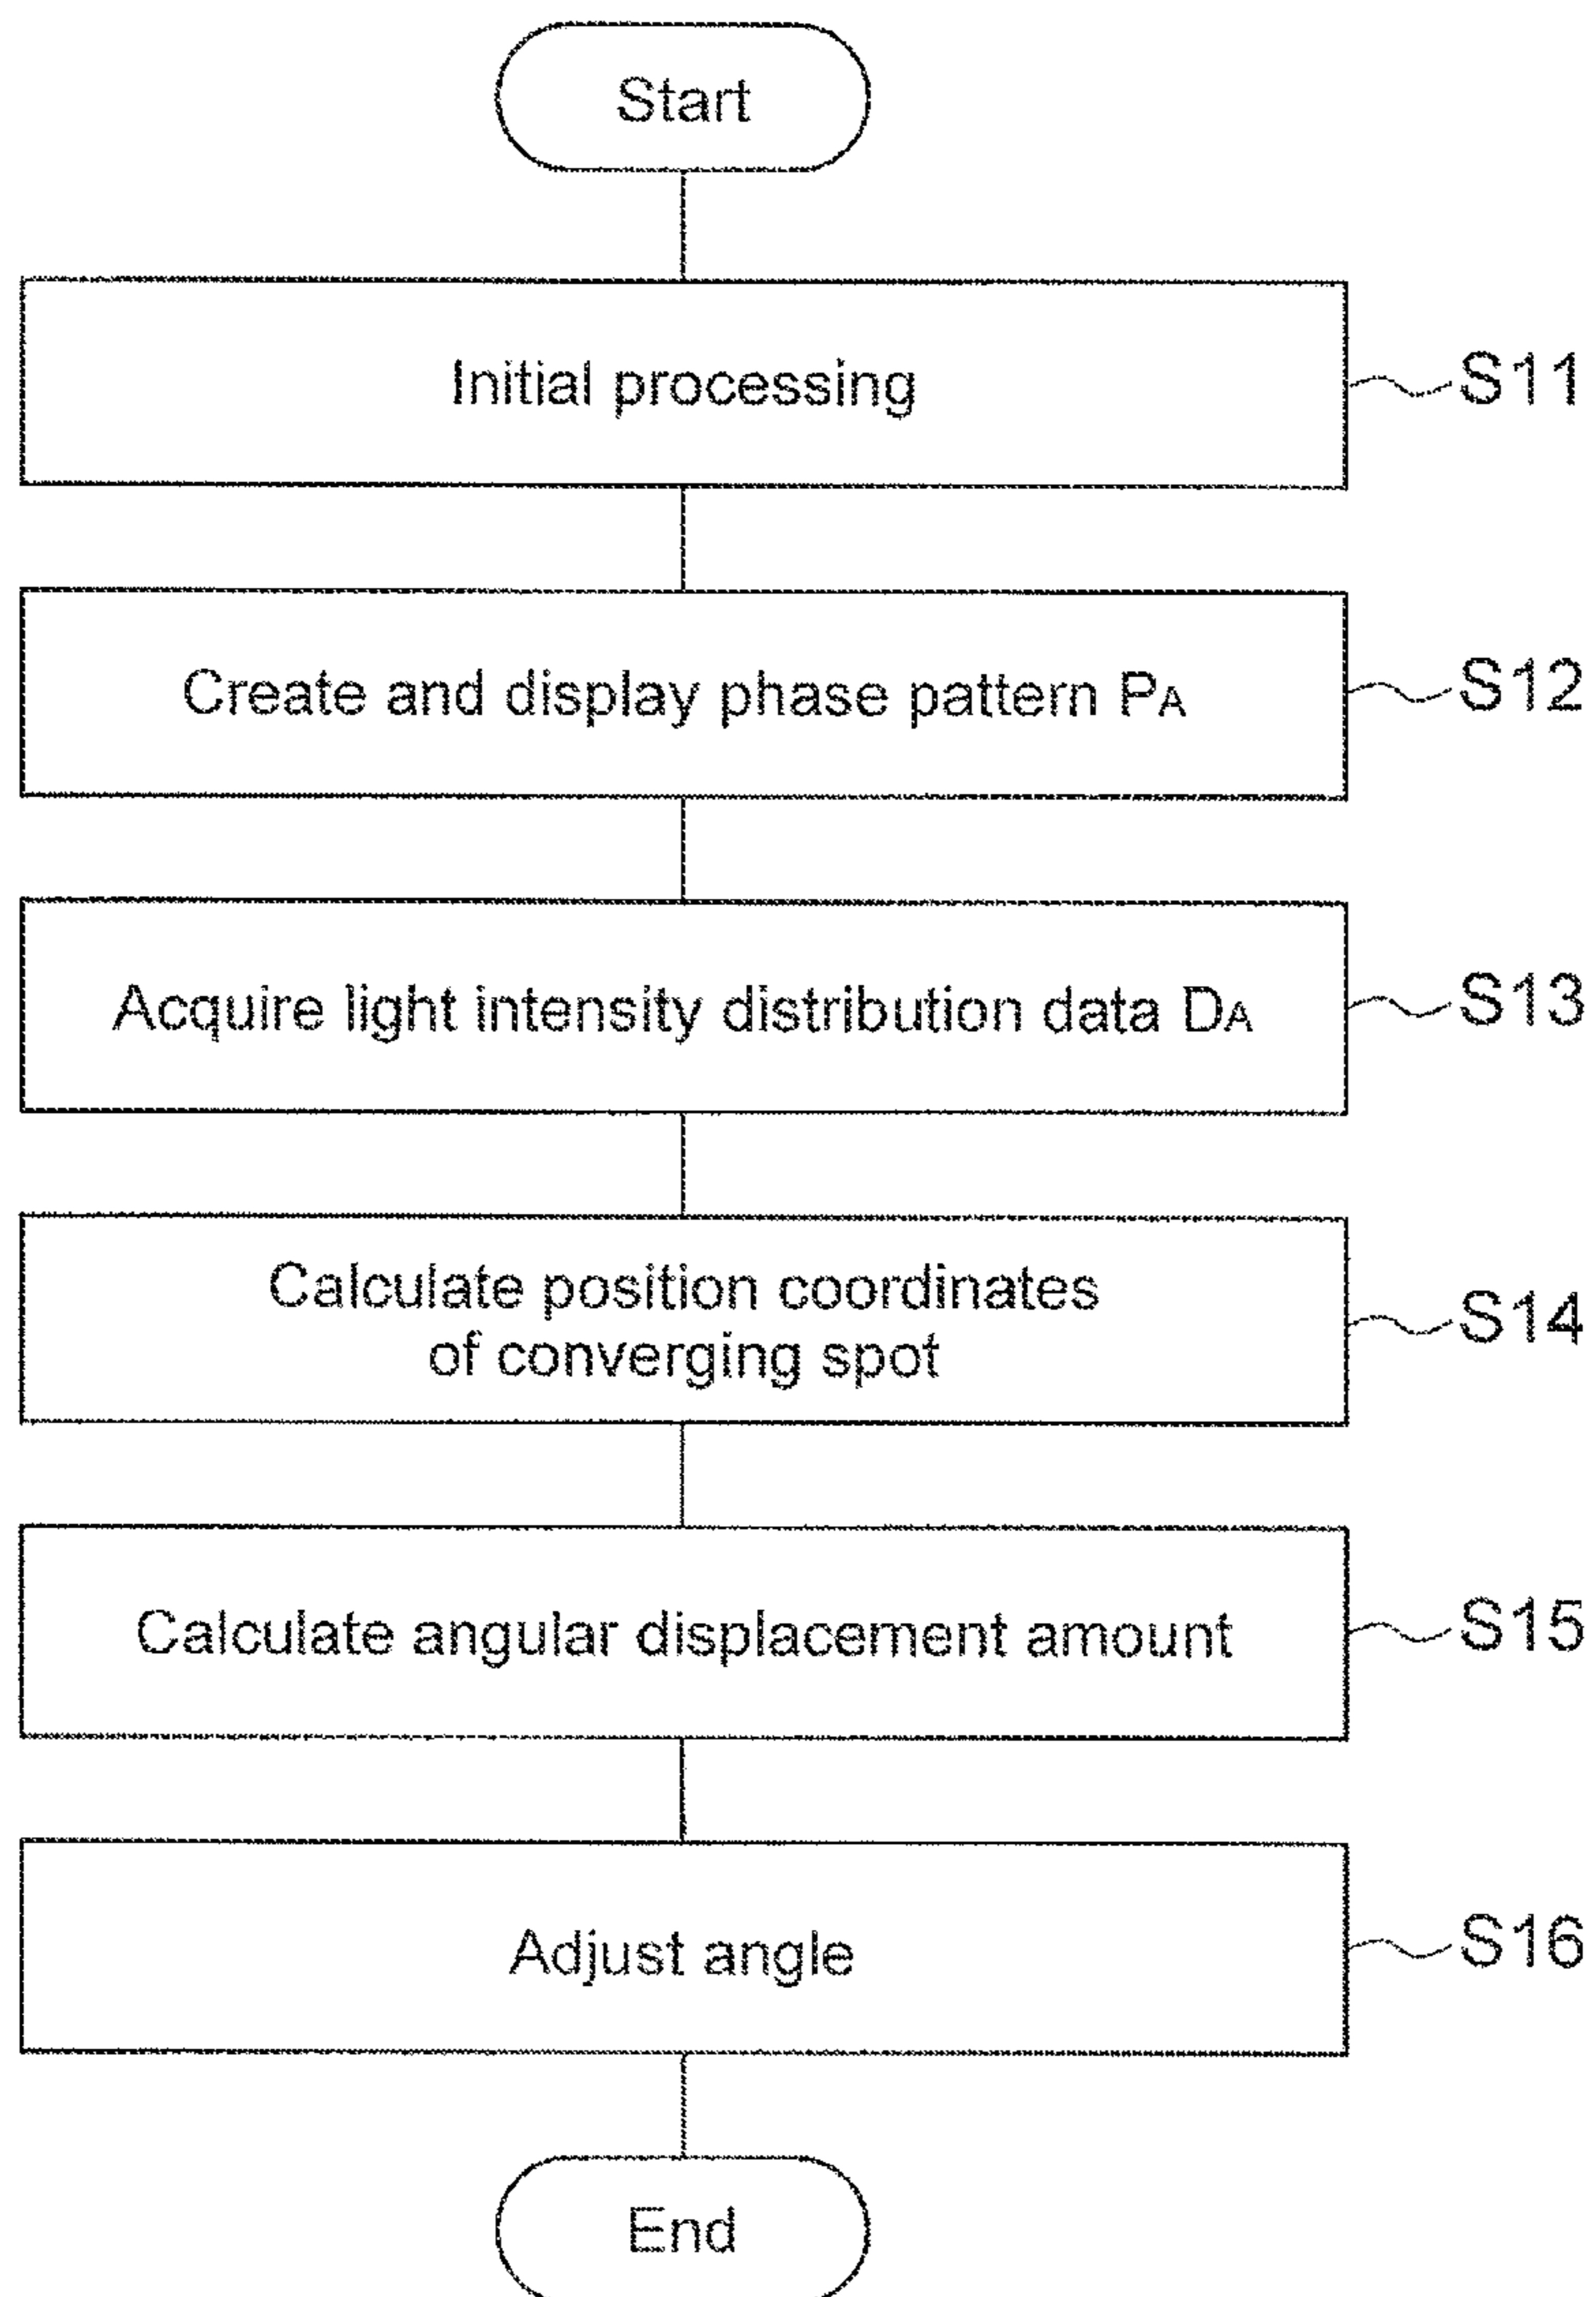 Start
Initial processing
S11
Create and display phase pattern PA
S12
Acquire light intensity distribution data DA
S13
Calculate position coordinates
of converging spot
S14
Calculate angular displacement amount
S15
Adjust angle
S16
End